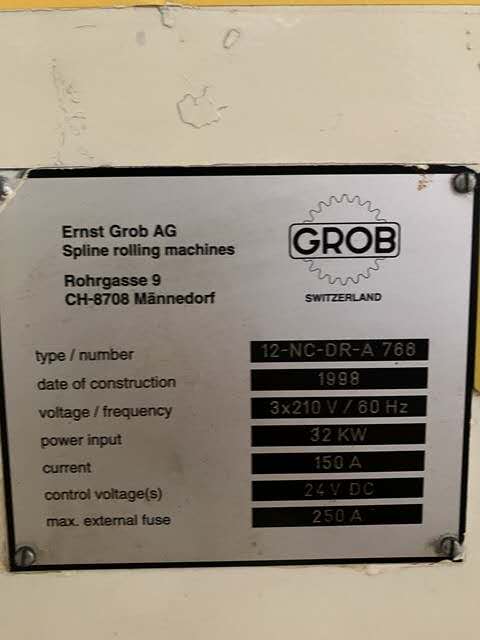 Ernst Grob AG
Spline rolling machines
Rohrgasse 9
CH-8708 Männedorf
GROB
SWITZERLAND
type / number 12-NC-DR-A 768
date of construction 1998
voltage / frequency 3x210 V / 60 Hz
power input 32 KW
current 150 A
control voltage(s) 24 V DC
max. external fuse 250 A